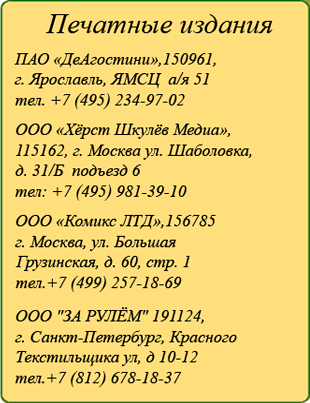 Печатные издания
ПАО «ДеАгостини»,150961,
г. Ярославль, ЯМСЦ а/я 51
тел. +7 (495) 234-97-02
ООО «Хёрст Шкулёв Медиа»,
115162, г. Москва ул. Шаболовка,
д. 31/Б подъезд 6
тел: +7 (495) 981-39-10
ООО «Комикс ЛТД»,156785
г. Москва, ул. Большая
Грузинская, д. 60, стр. 1
тел.+7 (499) 257-18-69
ООО "ЗА РУЛЁМ" 191124,
г. Санкт-Петербург, Красного
Текстильщика ул, д 10-12
тел.+7 (812) 678-18-37